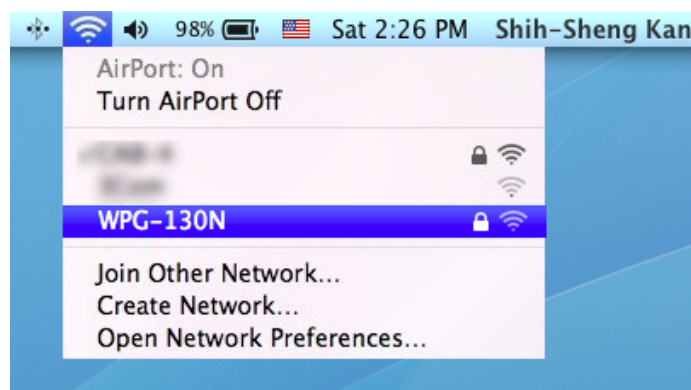 98% Sat 2:26 PM Shih-Sheng Kan
AirPort: On
Turn AirPort Off
WPG-130N
Join Other Network...
Create Network...
Open Network Preferences...